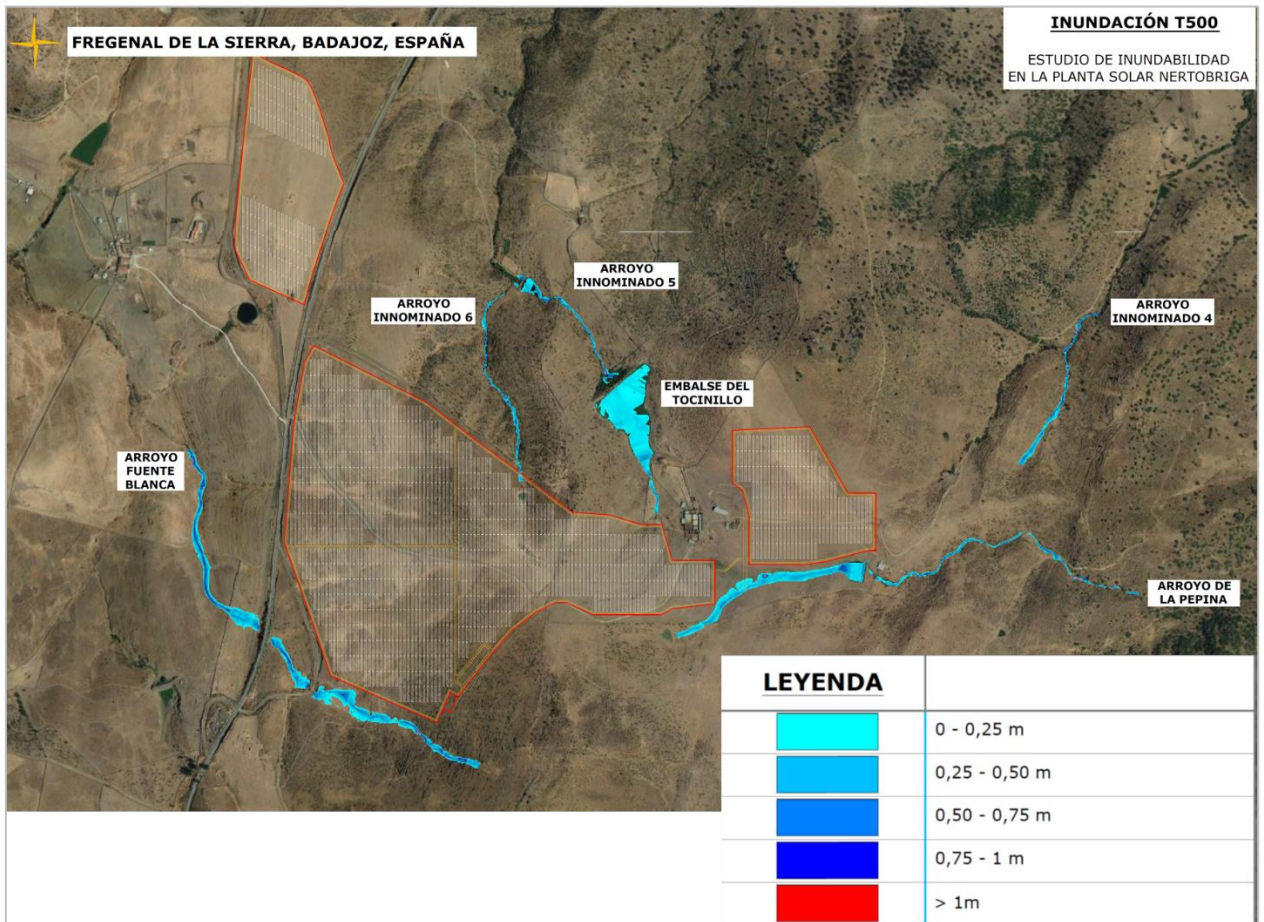 FREGENAL DE LA SIERRA, BADAJOZ, ESPAÑA
INUNDACIÓN T500
ESTUDIO DE INUNDABILIDAD
EN LA PLANTA SOLAR NERTOBRIGA
ARROYO
INNOMINADO 5
ARROYO
INNOMINADO 6
ARROYO
INNOMINADO 4
EMBALSE DEL
TOCINILLO
ARROYO
FUENTE
BLANCA
ARROYO DE
LA PEPINA
LEYENDA
0 - 0,25 m
0,25 - 0,50 m
0,50 - 0,75 m
0,75 - 1 m
> 1m